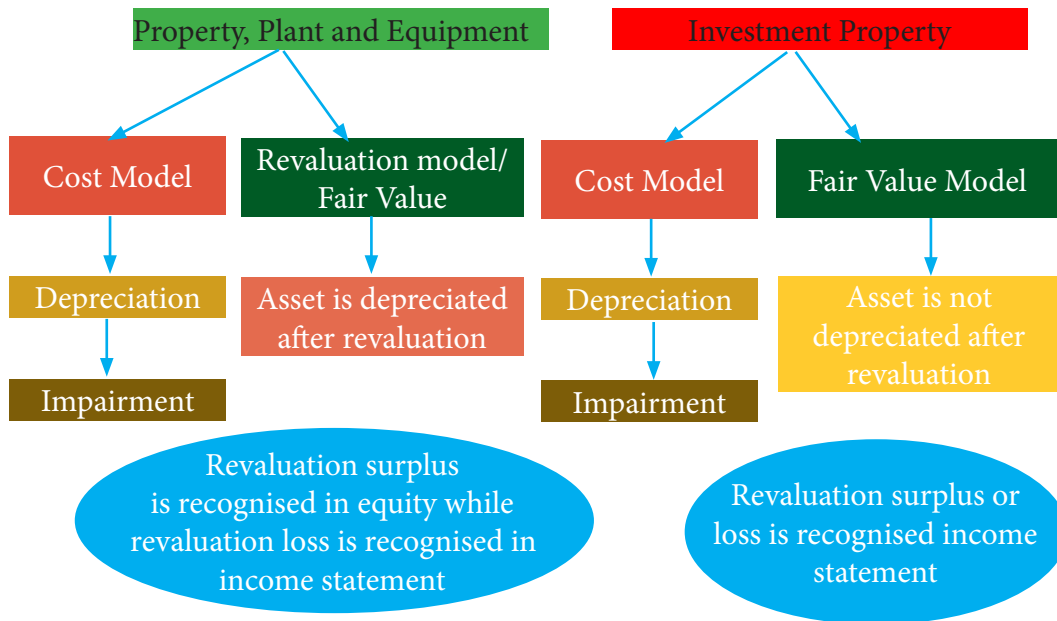 Property, Plant and Equipment
Investment Property
Cost Model
Revaluation model/
Fair Value
Cost Model
Fair Value Model
Depreciation
Asset is depreciated
after revaluation
Depreciation
Asset is not
depreciated after
revaluation
Impairment
Impairment
Revaluation surplus
is recognised in equity while
revaluation loss is recognised in
income statement
Revaluation surplus or
loss is recognised income
statement